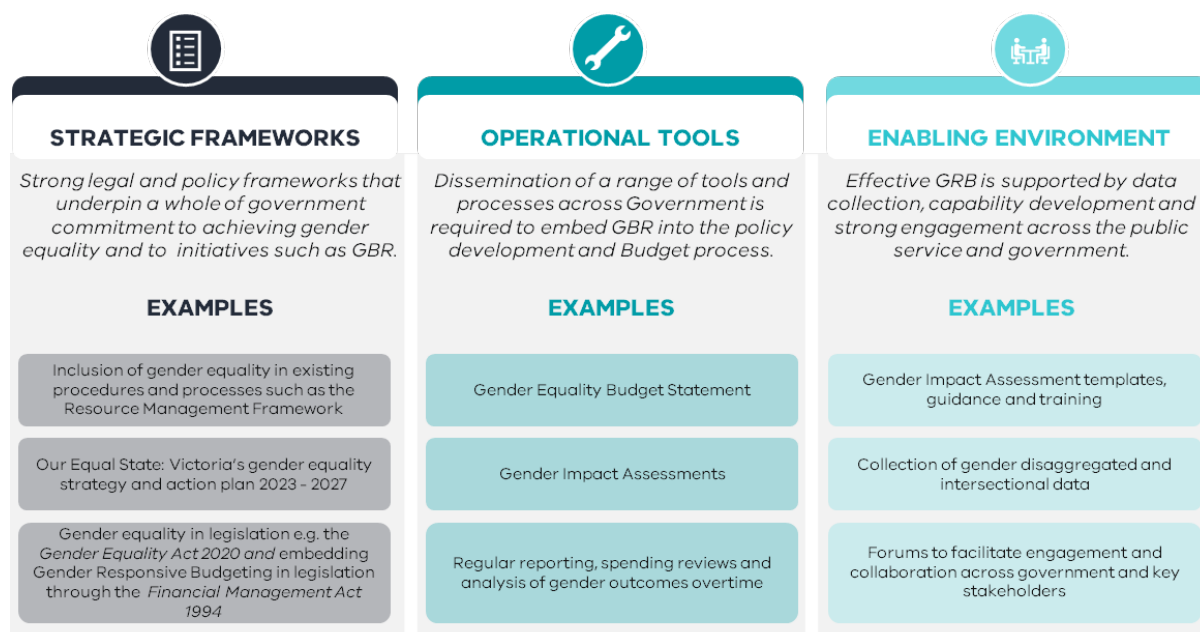 STRATEGIC FRAMEWORKS
Strong legal and policy frameworks that
underpin a whole of government
commitment to achieving gender
equality and to initiatives such as GBR.
EXAMPLES
Inclusion of gender equality in existing
procedures and processes such as the
Resource Management Framework
Our Equal State: Victoria's gender equality
strategy and action plan 2023 - 2027
Gender equality in legislation e.g. the
Gender Equality Act 2020 and embedding
Gender Responsive Budgeting in legislation
through the Financial Management Act
1994
OPERATIONAL TOOLS
Dissemination of a range of tools and
processes across Government is
required to embed GBR into the policy
development and Budget process.
EXAMPLES
Gender Equality Budget Statement
Gender Impact Assessments
Regular reporting, spending reviews and
analysis of gender outcomes overtime
ENABLING ENVIRONMENT
Effective GRB is supported by data
collection, capability development and
strong engagement across the public
service and government.
EXAMPLES
Gender Impact Assessment templates,
guidance and training
Collection of gender disaggregated and
intersectional data
Forums to facilitate engagement and
collaboration across government and key
stakeholders